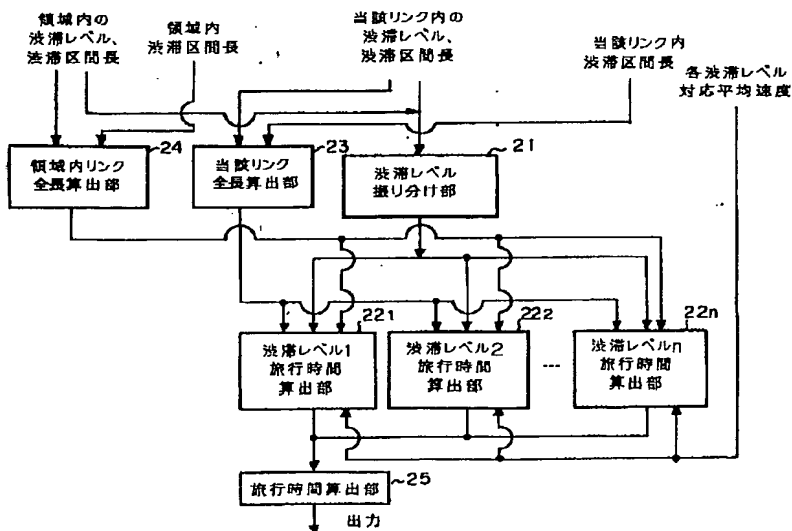 領域内の
渋滞レベル、
渋滞区間長
領域内
渋滞区間長
当該リンク内の
渋滞レベル、
渋滞区間長
当該リンク内
渋滞区間長
各渋滞レベル
対応平均速度
24
領域内リンク
全長算出部
23
当該リンク
全長算出部
21
渋滞レベル
振り分け部
221
渋滞レベル1
旅行時間
算出部
222
渋滞レベル2
旅行時間
算出部
---
22n
渋滞レベルn
旅行時間
算出部
25
旅行時間算出部
出力